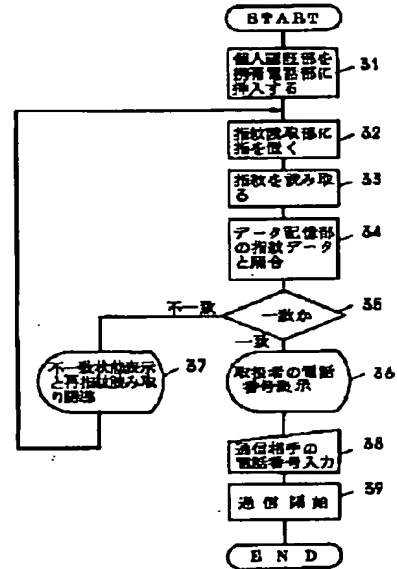 START
個人認証部を
携帯電話部に
挿入する
31
指紋読取部に
指を置く
32
指紋を読み取
る
33
データ記憶部
の指紋データ
と照合
34
一致か
35
不一致
一致
不一致状態表示
と再指紋読み取
り
37
取扱者の電話
番号表示
36
通信相手の
電話番号入力
38
通信開始
39
END